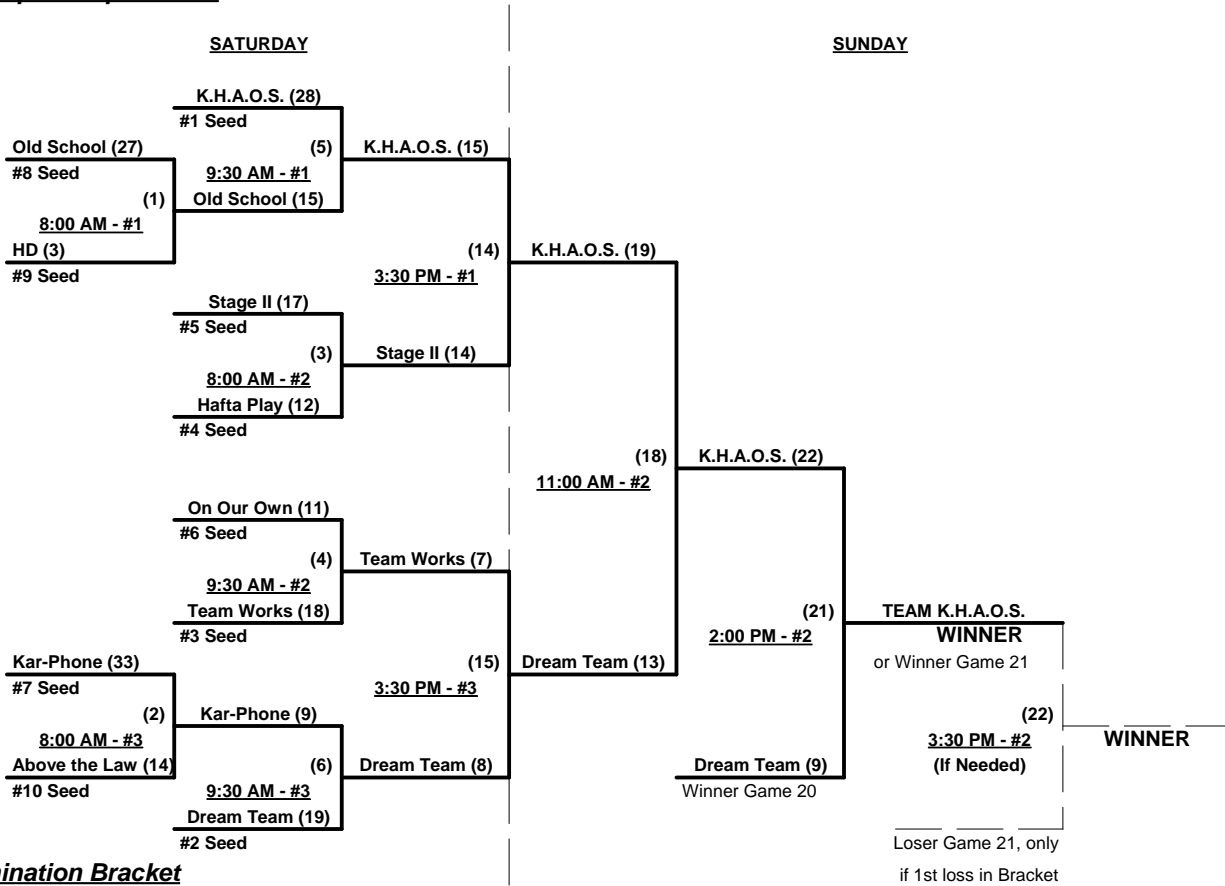 SATURDAY
SUNDAY
K.H.A.O.S. (28)
#1 Seed
Old School (27)
(5)
K.H.A.O.S. (15)
#8 Seed
9:30 AM - #1
(1)
Old School (15)
8:00 AM - #1
HD (3)
(14)
K.H.A.O.S. (19)
#9 Seed
3:30 PM - #1
Stage II (17)
#5 Seed
(3)
Stage II (14)
8:00 AM - #2
Hafta Play (12)
#4 Seed
(18)
K.H.A.O.S. (22)
11:00 AM - #2
On Our Own (11)
#6 Seed
(4)
Team Works (7)
9:30 AM - #2
Team Works (18)
(21)
TEAM K.H.A.O.S.
#3 Seed
2:00 PM - #2
WINNER
Kar-Phone (33)
(15)
Dream Team (13)
or Winner Game 21
#7 Seed
3:30 PM - #3
(2)
Kar-Phone (9)
(22)
8:00 AM - #3
3:30 PM - #2
WINNER
Above the Law (14)
(6)
Dream Team (8)
Dream Team (9)
(If Needed)
#10 Seed
9:30 AM - #3
Winner Game 20
Dream Team (19)
#2 Seed
Loser Game 21, only
ination Bracket
if 1st loss in Bracket